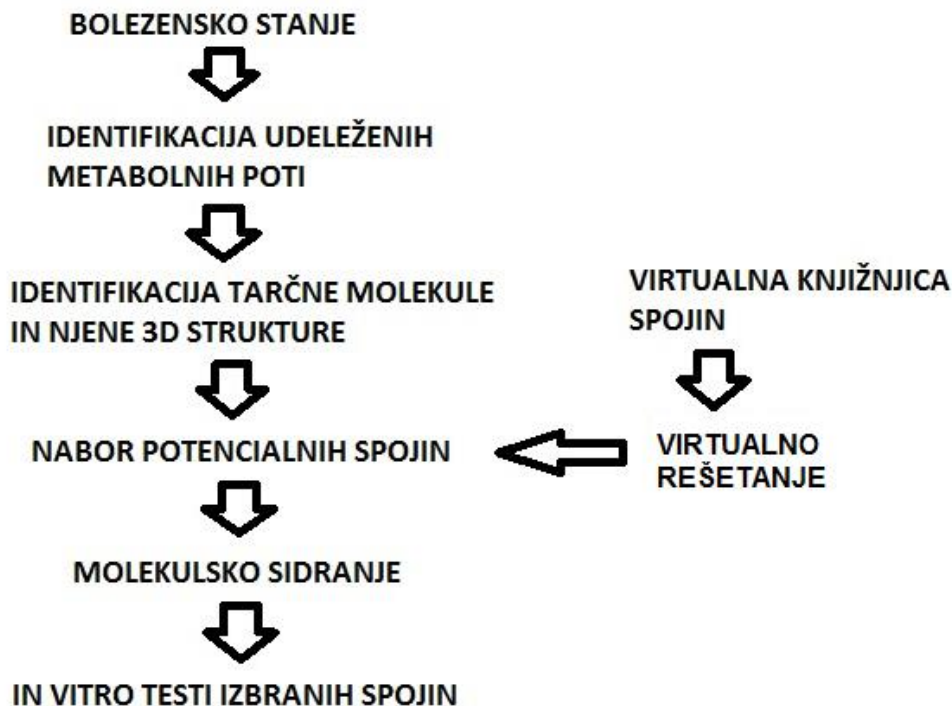 BOLEZENSKO STANJE
IDENTIFIKACIJA UDELEŽENIH
METABOLNIH POTI
IDENTIFIKACIJA TARČNE MOLEKULE
IN NJENE 3D STRUKTURE
VIRTUALNA KNJIŽNJICA
SPOJIN
NABOR POTENCIALNIH SPOJIN
VIRTUALNO
REŠETANJE
MOLEKULSKO SIDRANJE
IN VITRO TESTI IZBRANIH SPOJIN